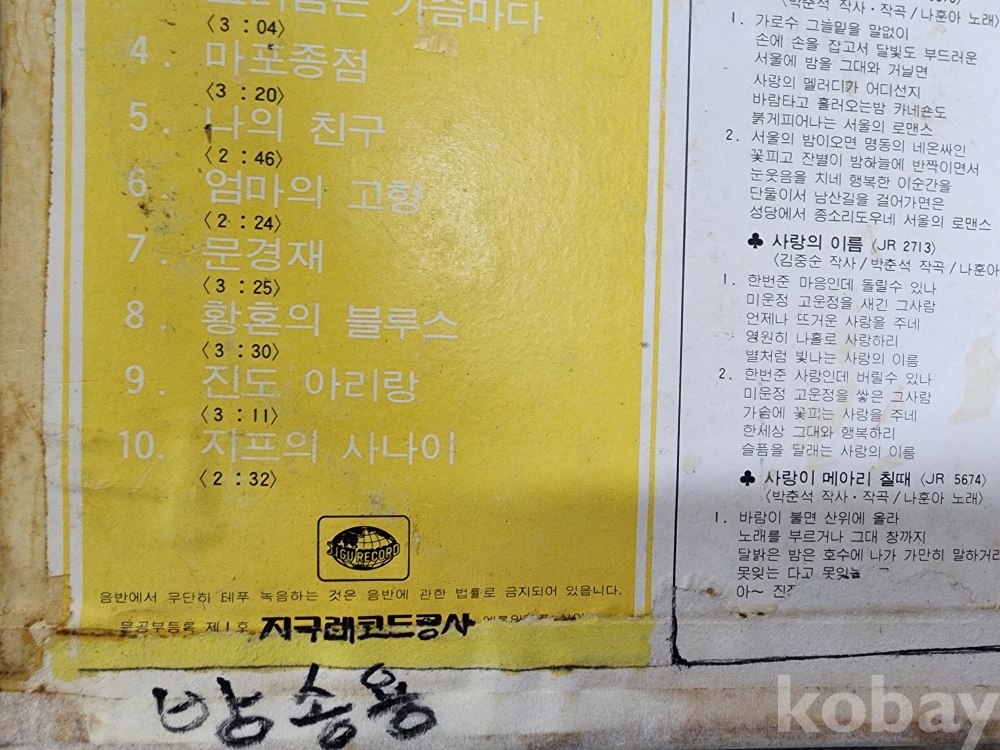 가슴마다
〈3 : 04〉
4. 마포종점
〈3 : 20〉
5. 나의 친구
〈2 : 46〉
6. 엄마의 고향
〈2 : 24〉
7. 문경재
〈3 : 25〉
8. 황혼의 블루스
〈3 : 30〉
9. 진도 아리랑
〈3 : 11〉
10. 지프의 사나이
〈2 : 32〉
JIGU RECORD
음반에서 무단히 테푸 녹음하는 것은 음반에 관한 법률로 금지되어 있읍니다.
문공부등록 제1호 지구레코드공사
방송용
〈박춘석 작사·작곡/나훈아 노래〉
1. 가로수 그늘밑을 말없이
손에 손을 잡고서 달빛도 부드러운
서울에 밤을 그대와 거닐면
사랑의 멜러디가 어디선지
바람타고 흘러오는밤 카네숀도
붉게피어나는 서울의 로맨스
2. 서울의 밤이오면 명동의 네온싸인
꽃피고 잔별이 밤하늘에 반짝이면서
눈웃음을 치네 행복한 이순간을
단둘이서 남산길을 걸어가면은
성당에서 종소리도우네 서울의 로맨스
♣ 사랑의 이름 〈JR 2713〉
〈김중순 작사/박춘석 작곡/나훈아
1. 한번준 마음인데 돌릴수 있나
미운정 고운정을 새긴 그사람
언제나 뜨거운 사랑을 주네
영원히 나홀로 사랑하리
별처럼 빛나는 사랑의 이름
2. 한번준 사랑인데 버릴수 있나
미운정 고운정을 쌓은 그사람
가슴에 꽃피는 사랑을 주네
한세상 그대와 행복하리
슬픔을 달래는 사랑의 이름
♣ 사랑이 메아리 칠때 〈JR 5674〉
〈박춘석 작사·작곡/나훈아 노래〉
1. 바람이 불면 산위에 올라
노래를 부르거나 그대 창까지
달밝은 밤은 호수에 나가 가만히 말하거라
못잊는 다고 못잊는
아~
kobay